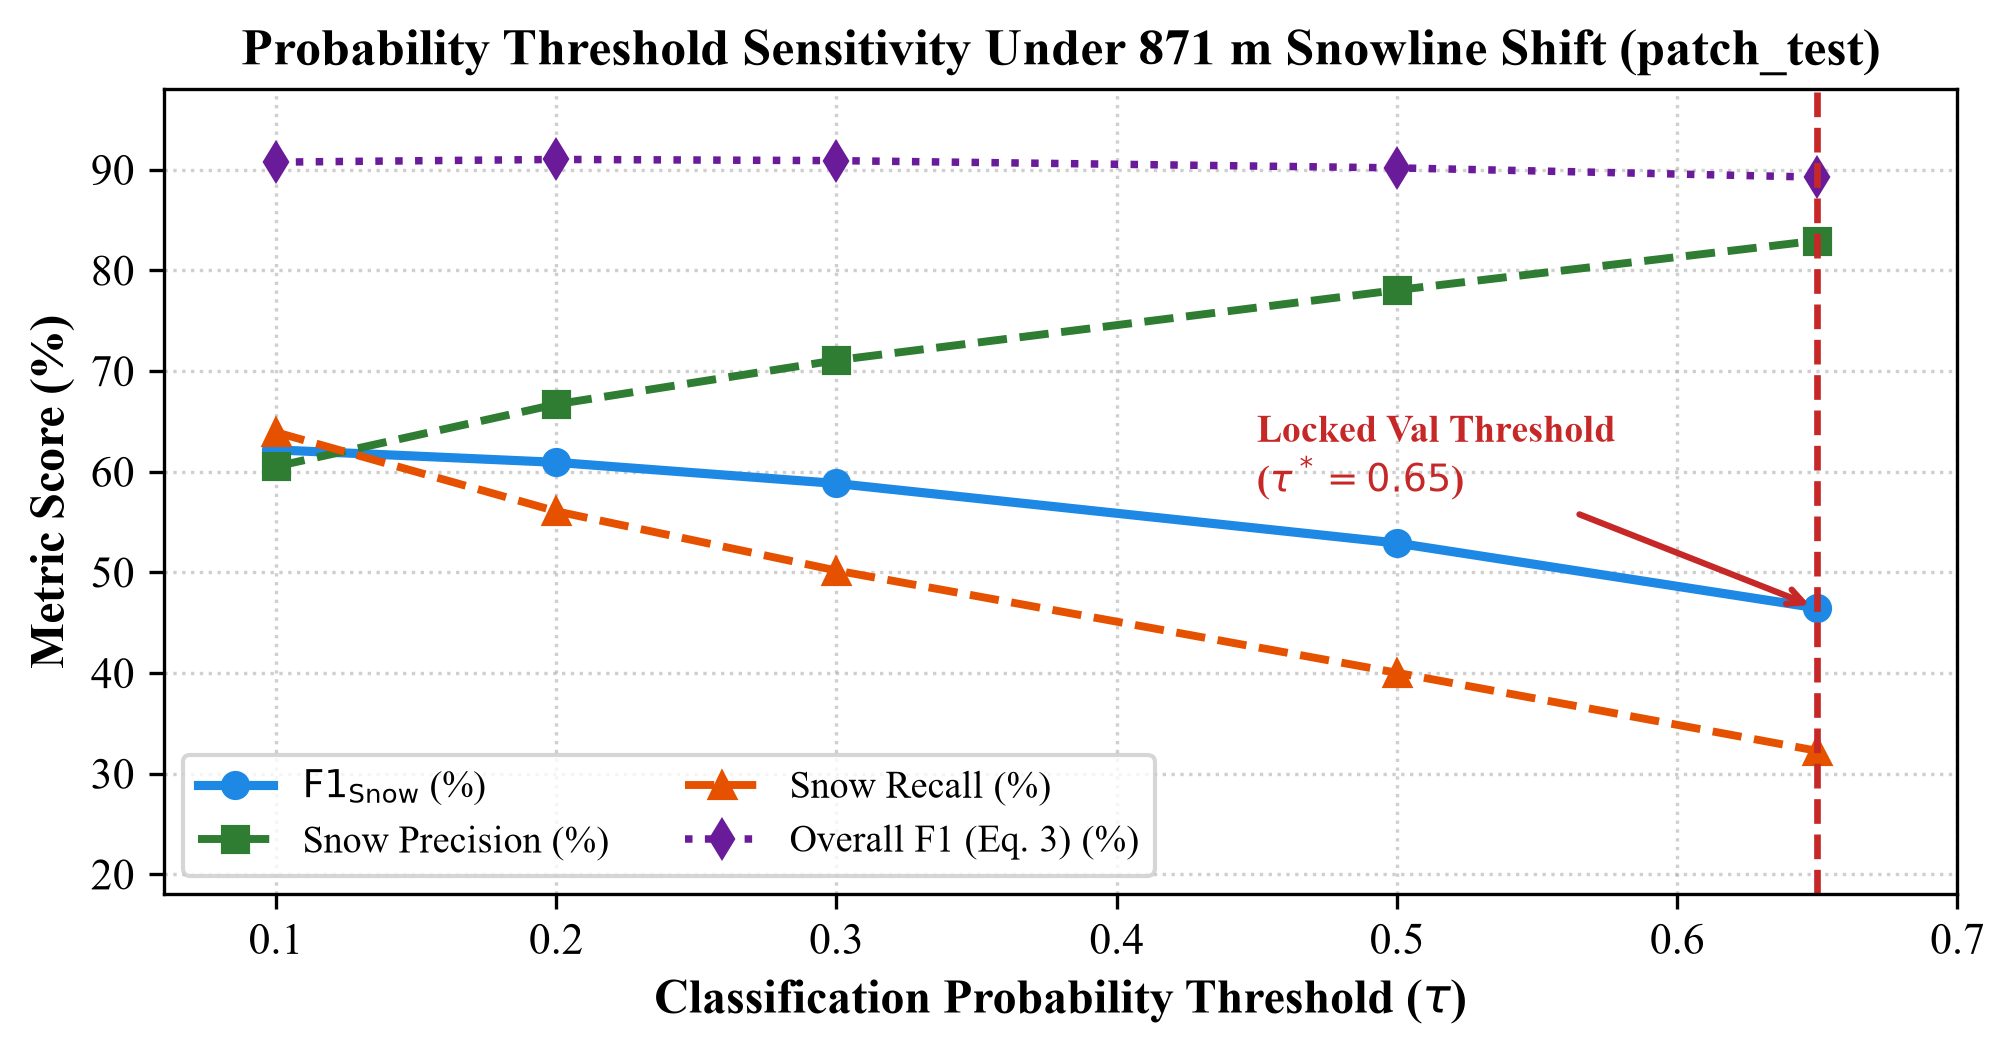 Probability Threshold Sensitivity Under 871 m Snowline Shift (patch_test)
Metric Score (%)
90
80
70
60
50
40
30
20
Locked Val Threshold
(τ* = 0.65)
F1Snow (%)
Snow Precision (%)
Snow Recall (%)
Overall F1 (Eq. 3) (%)
0.1 0.2 0.3 0.4 0.5 0.6 0.7
Classification Probability Threshold (τ)